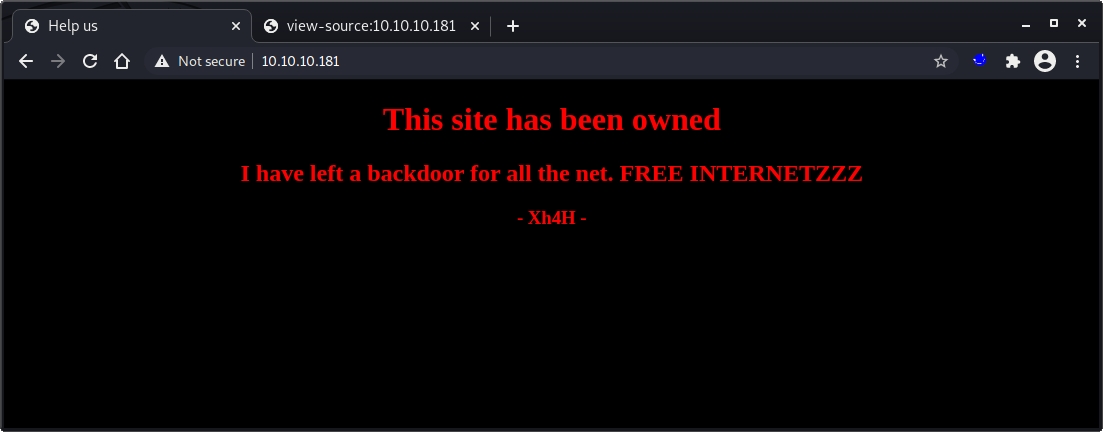 Help us
view-source:10.10.10.181
Not secure
10.10.10.181
This site has been owned
I have left a backdoor for all the net. FREE INTERNETZZZ
- Xh4H -